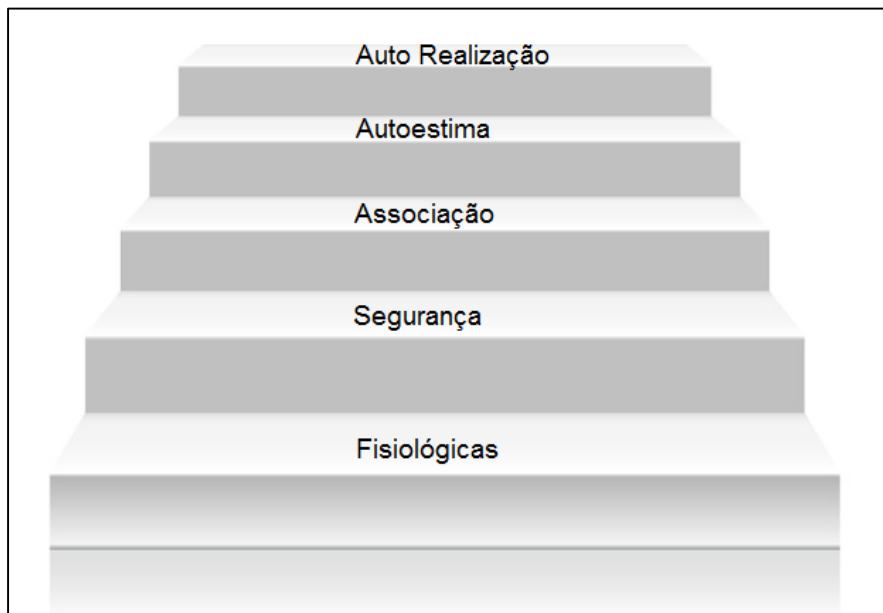 Auto Realização
Autoestima
Associação
Segurança
Fisiológicas